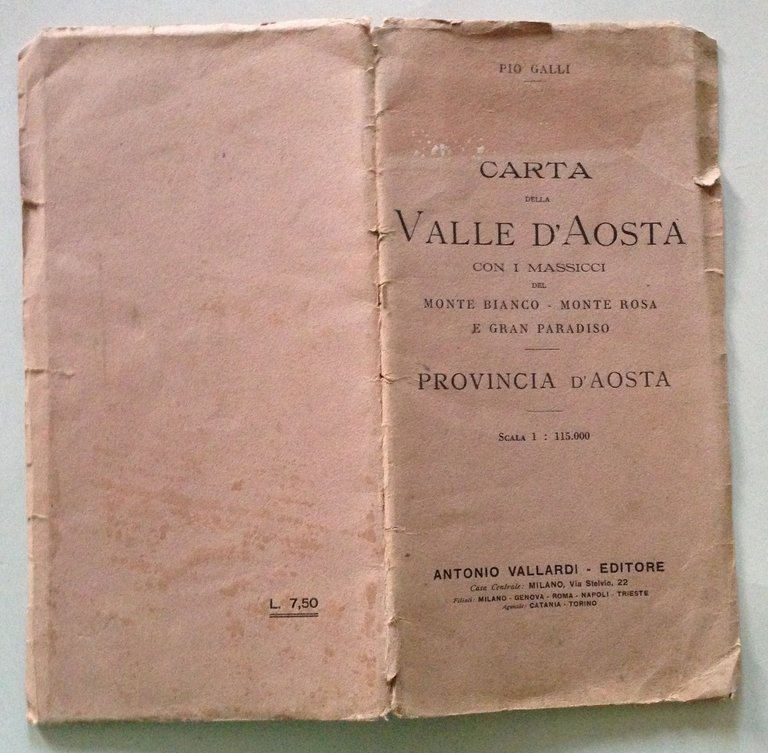 PIO GALLI
CARTA
DELLA
VALLE D'AOSTA
CON I MASSICCI
DEL
MONTE BIANCO - MONTE ROSA
E GRAN PARADISO
PROVINCIA D'AOSTA
SCALA 1 : 115.000
ANTONIO VALLARDI - EDITORE
Casa Centrale: MILANO, Via Stelvio, 22
Filiali: MILANO - GENOVA - ROMA - NAPOLI - TRIESTE
Agenzie: CATANIA - TORINO
L. 7,50